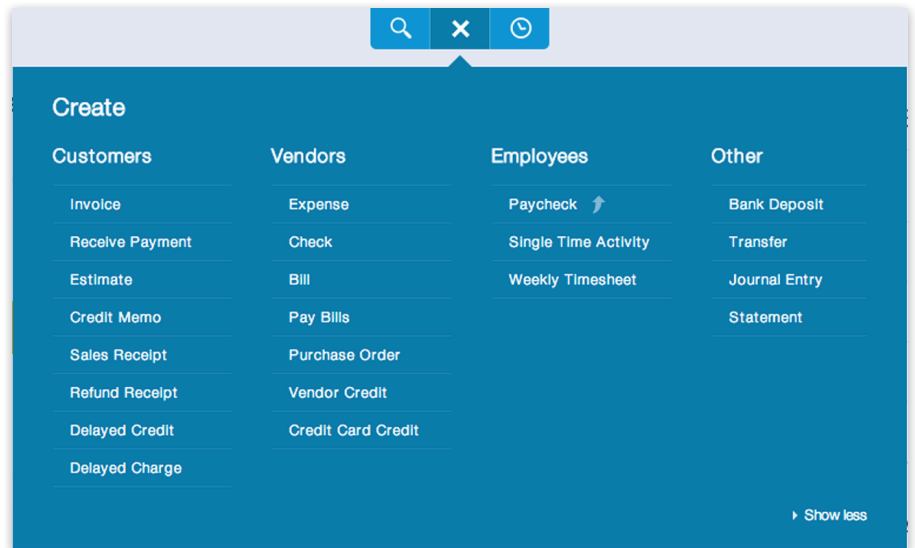 Create
Customers
Invoice
Receive Payment
Estimate
Credit Memo
Sales Receipt
Refund Receipt
Delayed Credit
Delayed Charge
Vendors
Expense
Check
Bill
Pay Bills
Purchase Order
Vendor Credit
Credit Card Credit
Employees
Paycheck
Single Time Activity
Weekly Timesheet
Other
Bank Deposit
Transfer
Journal Entry
Statement
Show less